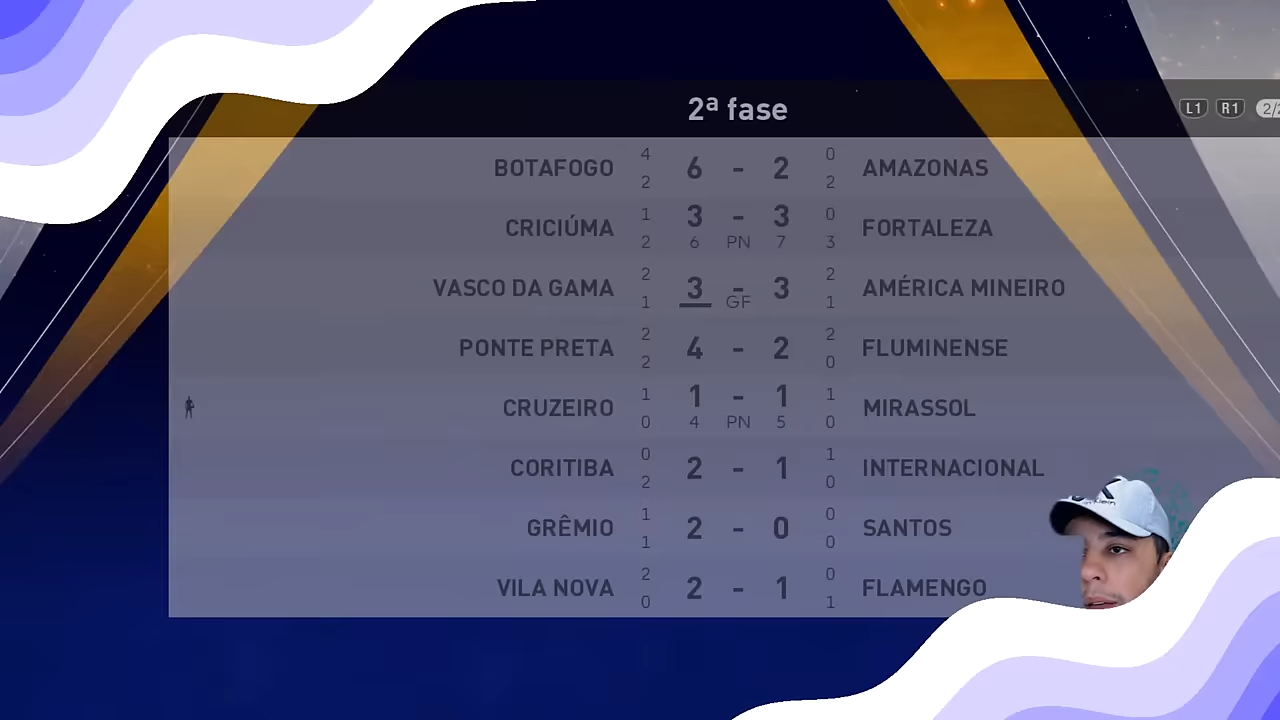 2ª fase L1 R1 2/2
BOTAFOGO 4 2 6 - 2 0 2 AMAZONAS
CRICIÚMA 1 2 3 - 3 6 PN 7 0 3 FORTALEZA
VASCO DA GAMA 2 1 3 - 3 GF 2 1 AMÉRICA MINEIRO
PONTE PRETA 2 2 4 - 2 2 0 FLUMINENSE
CRUZEIRO 1 0 1 - 1 4 PN 5 1 0 MIRASSOL
CORITIBA 0 2 2 - 1 1 0 INTERNACIONAL
GRÊMIO 1 1 2 - 0 0 0 SANTOS
VILA NOVA 2 0 2 - 1 0 1 FLAMENGO